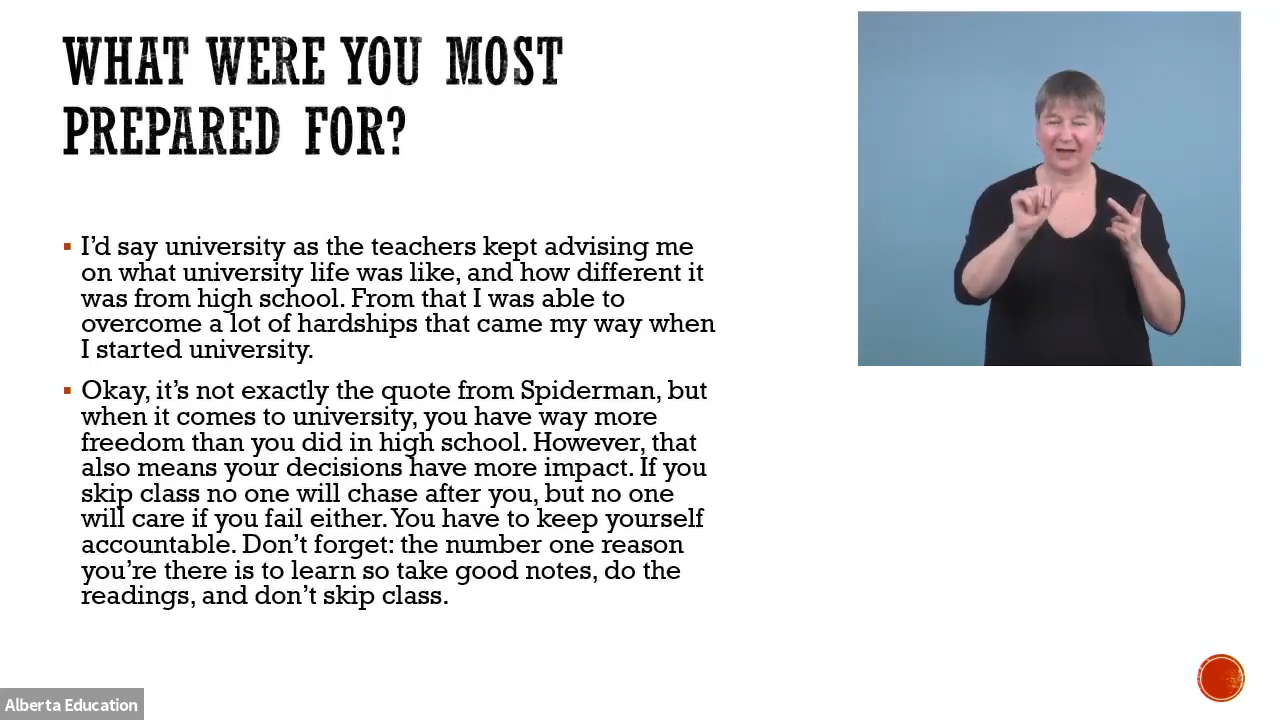 WHAT WERE YOU MOST
PREPARED FOR?
▪ I’d say university as the teachers kept advising me
on what university life was like, and how different it
was from high school. From that I was able to
overcome a lot of hardships that came my way when
I started university.
▪ Okay, it’s not exactly the quote from Spiderman, but
when it comes to university, you have way more
freedom than you did in high school. However, that
also means your decisions have more impact. If you
skip class no one will chase after you, but no one
will care if you fail either. You have to keep yourself
accountable. Don’t forget: the number one reason
you’re there is to learn so take good notes, do the
readings, and don’t skip class.
Alberta Education